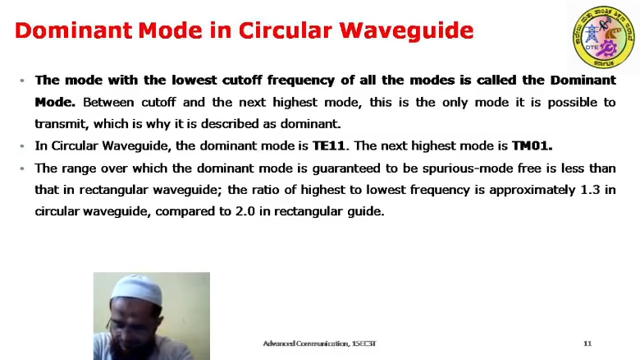 Dominant Mode in Circular Waveguide
DTE
• The mode with the lowest cutoff frequency of all the modes is called the Dominant
Mode. Between cutoff and the next highest mode, this is the only mode it is possible to
transmit, which is why it is described as dominant.
• In Circular Waveguide, the dominant mode is TE11. The next highest mode is TM01.
• The range over which the dominant mode is guaranteed to be spurious-mode free is less than
that in rectangular waveguide; the ratio of highest to lowest frequency is approximately 1.3 in
circular waveguide, compared to 2.0 in rectangular guide.
Advanced Communication, 15EC5T
11